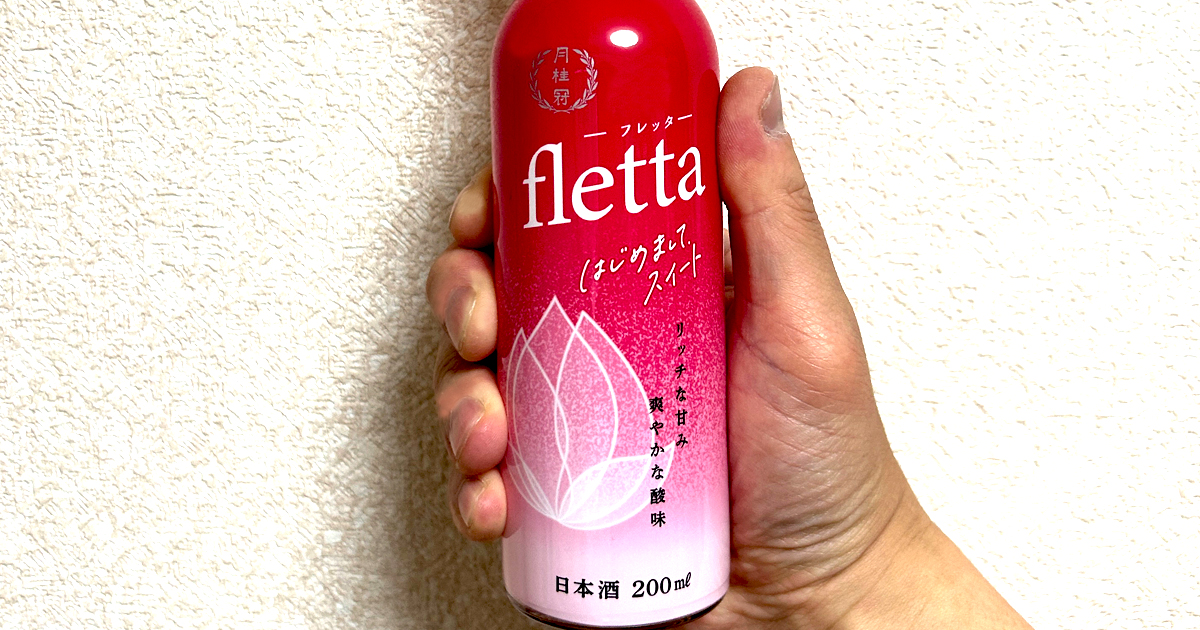 月桂冠
フレッター
fletta
はじめまして、
スイート
リッチな甘み
爽やかな酸味
日本酒 200mℓ